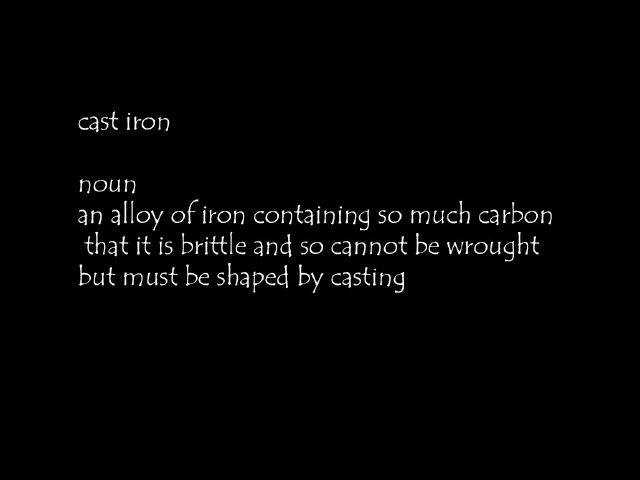 cast iron
noun
an alloy of iron containing so much carbon
that it is brittle and so cannot be wrought
but must be shaped by casting